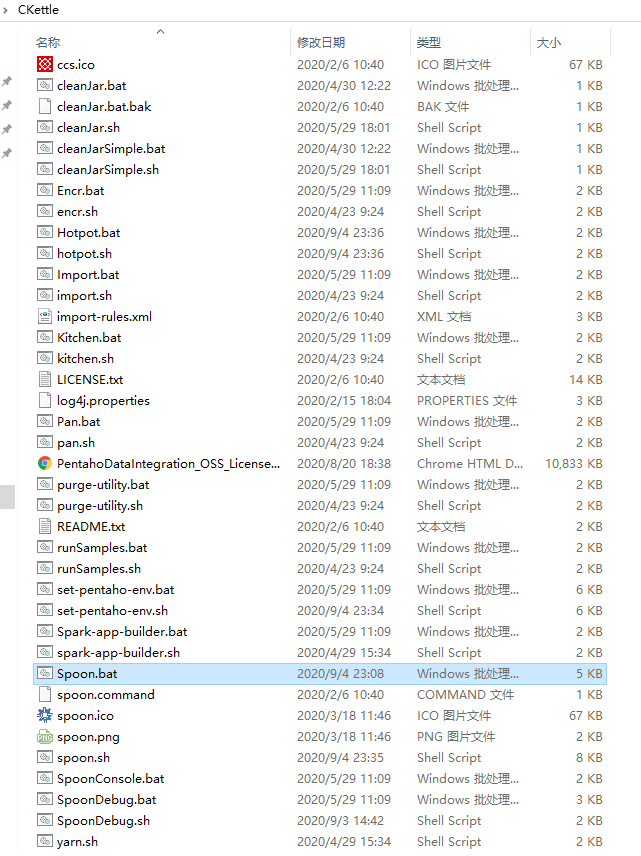 CKettle
名称 修改日期 类型 大小
ccs.ico 2020/2/6 10:40 ICO 图片文件 67 KB
cleanJar.bat 2020/4/30 12:22 Windows 批处理... 1 KB
cleanJar.bat.bak 2020/2/6 10:40 BAK 文件 1 KB
cleanJar.sh 2020/5/29 18:01 Shell Script 1 KB
cleanJarSimple.bat 2020/4/30 12:22 Windows 批处理... 1 KB
cleanJarSimple.sh 2020/5/29 18:01 Shell Script 1 KB
Encr.bat 2020/5/29 11:09 Windows 批处理... 2 KB
encr.sh 2020/4/23 9:24 Shell Script 2 KB
Hotpot.bat 2020/9/4 23:36 Windows 批处理... 2 KB
hotpot.sh 2020/9/4 23:36 Shell Script 2 KB
Import.bat 2020/5/29 11:09 Windows 批处理... 2 KB
import.sh 2020/4/23 9:24 Shell Script 2 KB
import-rules.xml 2020/2/6 10:40 XML 文档 3 KB
Kitchen.bat 2020/5/29 11:09 Windows 批处理... 2 KB
kitchen.sh 2020/4/23 9:24 Shell Script 2 KB
LICENSE.txt 2020/2/6 10:40 文本文档 14 KB
log4j.properties 2020/2/15 18:04 PROPERTIES 文件 3 KB
Pan.bat 2020/5/29 11:09 Windows 批处理... 2 KB
pan.sh 2020/4/23 9:24 Shell Script 2 KB
PentahoDataIntegration_OSS_License... 2020/8/20 18:38 Chrome HTML D... 10,833 KB
purge-utility.bat 2020/5/29 11:09 Windows 批处理... 2 KB
purge-utility.sh 2020/4/23 9:24 Shell Script 2 KB
README.txt 2020/2/6 10:40 文本文档 2 KB
runSamples.bat 2020/5/29 11:09 Windows 批处理... 2 KB
runSamples.sh 2020/4/23 9:24 Shell Script 2 KB
set-pentaho-env.bat 2020/5/29 11:09 Windows 批处理... 6 KB
set-pentaho-env.sh 2020/9/4 23:34 Shell Script 6 KB
Spark-app-builder.bat 2020/5/29 11:09 Windows 批处理... 2 KB
spark-app-builder.sh 2020/4/29 15:34 Shell Script 2 KB
Spoon.bat 2020/9/4 23:08 Windows 批处理... 5 KB
spoon.command 2020/2/6 10:40 COMMAND 文件 1 KB
spoon.ico 2020/3/18 11:46 ICO 图片文件 67 KB
spoon.png 2020/3/18 11:46 PNG 图片文件 2 KB
spoon.sh 2020/9/4 23:35 Shell Script 8 KB
SpoonConsole.bat 2020/5/29 11:09 Windows 批处理... 2 KB
SpoonDebug.bat 2020/5/29 11:09 Windows 批处理... 3 KB
SpoonDebug.sh 2020/9/3 14:42 Shell Script 2 KB
yarn.sh 2020/4/29 15:34 Shell Script 2 KB